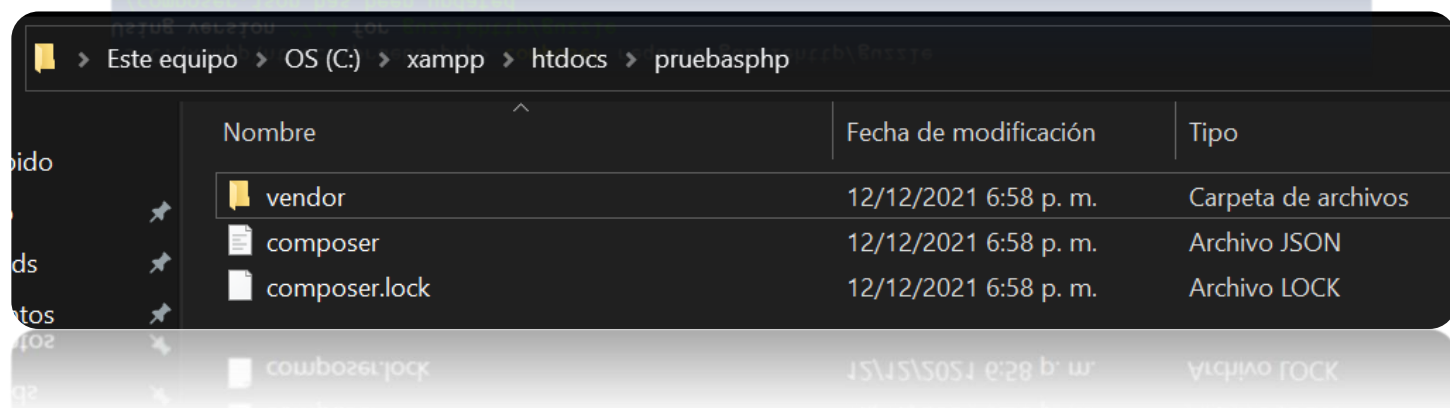 Este equipo > OS (C:) > xampp > htdocs > pruebasphp
Nombre Fecha de modificación Tipo
vendor 12/12/2021 6:58 p. m. Carpeta de archivos
composer 12/12/2021 6:58 p. m. Archivo JSON
composer.lock 12/12/2021 6:58 p. m. Archivo LOCK